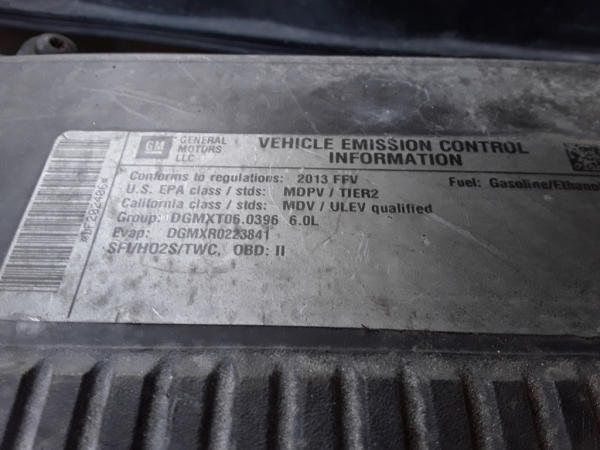 GM
GENERAL
MOTORS
LLC
VEHICLE EMISSION CONTROL
INFORMATION
Conforms to regulations: 2013 FFV
Fuel: Gasoline/Ethanol
U.S. EPA class / stds: MDPV / TIER2
California class / stds: MDV / ULEV qualified
Group: DGMXT06.0396 6.0L
Evap: DGMXR0223841
SFI/HO2S/TWC, OBD: II
*DF202406*